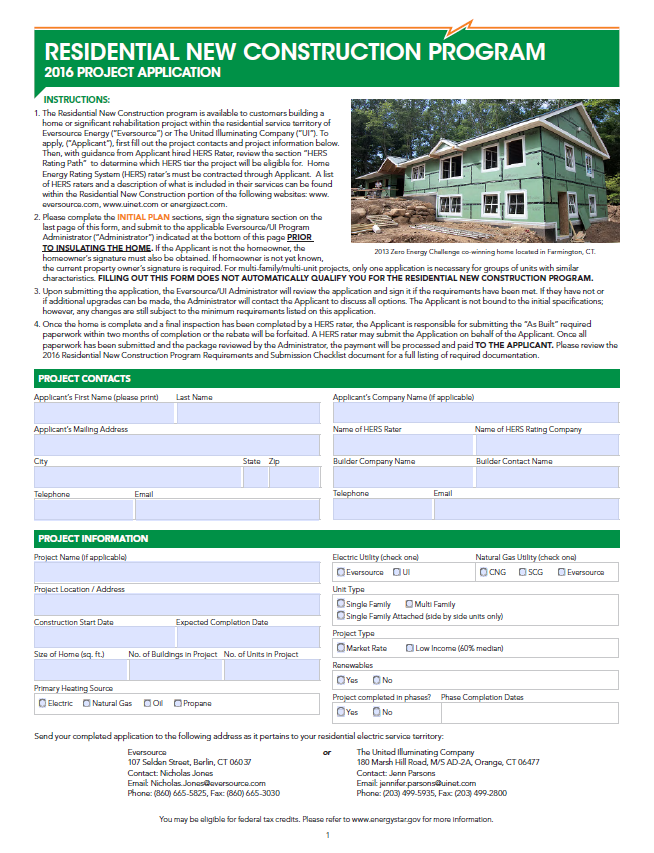 RESIDENTIAL NEW CONSTRUCTION PROGRAM
2016 PROJECT APPLICATION
INSTRUCTIONS:
1. The Residential New Construction program is available to customers building a
home or significant rehabilitation project within the residential service territory of
Eversource Energy ("Eversource") or The United Illuminating Company ("UI"). To
apply, ("Applicant"), first fill out the project contacts and project information below.
Then, with guidance from Applicant hired HERS Rater, review the section "HERS
Rating Path" to determine which HERS tier the project will be eligible for. Home
Energy Rating System (HERS) rater's must be contracted through Applicant. A list
of HERS raters and a description of what is included in their services can be found
within the Residential New Construction portion of the following websites: www.
eversource.com, www.uinet.com or energizect.com.
2. Please complete the INITIAL PLAN sections, sign the signature section on the
last page of this form, and submit to the applicable Eversource/UI Program
Administrator ("Administrator") indicated at the bottom of this page PRIOR
TO INSULATING THE HOME. If the Applicant is not the homeowner, the
homeowner's signature must also be obtained. If homeowner is not yet known,
the current property owner's signature is required. For multi-family/multi-unit projects, only one application is necessary for groups of units with similar
characteristics. FILLING OUT THIS FORM DOES NOT AUTOMATICALLY QUALIFY YOU FOR THE RESIDENTIAL NEW CONSTRUCTION PROGRAM.
2013 Zero Energy Challenge co-winning home located in Farmington, CT.
3. Upon submitting the application, the Eversource/UI Administrator will review the application and sign it if the requirements have been met. If they have not or
if additional upgrades can be made, the Administrator will contact the Applicant to discuss all options. The Applicant is not bound to the initial specifications;
however, any changes are still subject to the minimum requirements listed on this application.
4. Once the home is complete and a final inspection has been completed by a HERS rater, the Applicant is responsible for submitting the "As Built" required
paperwork within two months of completion or the rebate will be forfeited. A HERS rater may submit the Application on behalf of the Applicant. Once all
paperwork has been submitted and the package reviewed by the Administrator, the payment will be processed and paid TO THE APPLICANT. Please review the
2016 Residential New Construction Program Requirements and Submission Checklist document for a full listing of required documentation.
PROJECT CONTACTS
Applicant's First Name (please print) Last Name
Applicant's Company Name (if applicable)
Applicant's Mailing Address
Name of HERS Rater Name of HERS Rating Company
City State Zip
Builder Company Name Builder Contact Name
Telephone Email
Telephone Email
PROJECT INFORMATION
Project Name (if applicable)
Electric Utility (check one) Natural Gas Utility (check one)
Eversource UI CNG SCG Eversource
Project Location / Address
Unit Type
Single Family Multi Family
Single Family Attached (side by side units only)
Construction Start Date Expected Completion Date
Project Type
Market Rate Low Income (60% median)
Size of Home (sq. ft.) No. of Buildings in Project No. of Units in Project
Renewables
Yes No
Primary Heating Source
Electric Natural Gas Oil Propane
Project completed in phases? Phase Completion Dates
Yes No
Send your completed application to the following address as it pertains to your residential electric service territory:
Eversource or The United Illuminating Company
107 Selden Street, Berlin, CT 06037 180 Marsh Hill Road, M/S AD-2A, Orange, CT 06477
Contact: Nicholas Jones Contact: Jenn Parsons
Email: Nicholas.Jones@eversource.com Email: jennifer.parsons@uinet.com
Phone: (860) 665-5825, Fax: (860) 665-3030 Phone: (203) 499-5935, Fax: (203) 499-2800
You may be eligible for federal tax credits. Please refer to www.energystar.gov for more information.
1